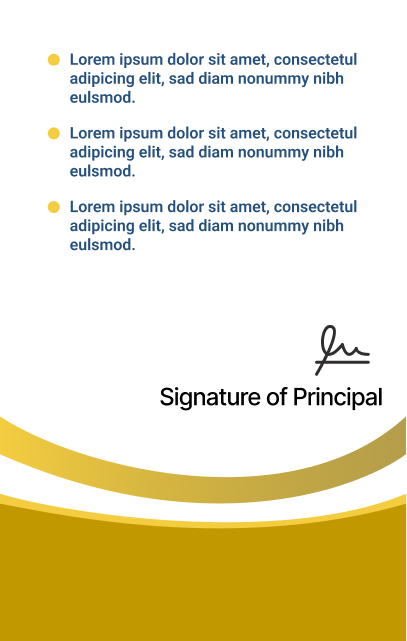 Lorem ipsum dolor sit amet, consectetul
adipicing elit, sad diam nonummy nibh
eulsmod.
Lorem ipsum dolor sit amet, consectetul
adipicing elit, sad diam nonummy nibh
eulsmod.
Lorem ipsum dolor sit amet, consectetul
adipicing elit, sad diam nonummy nibh
eulsmod.
Signature of Principal